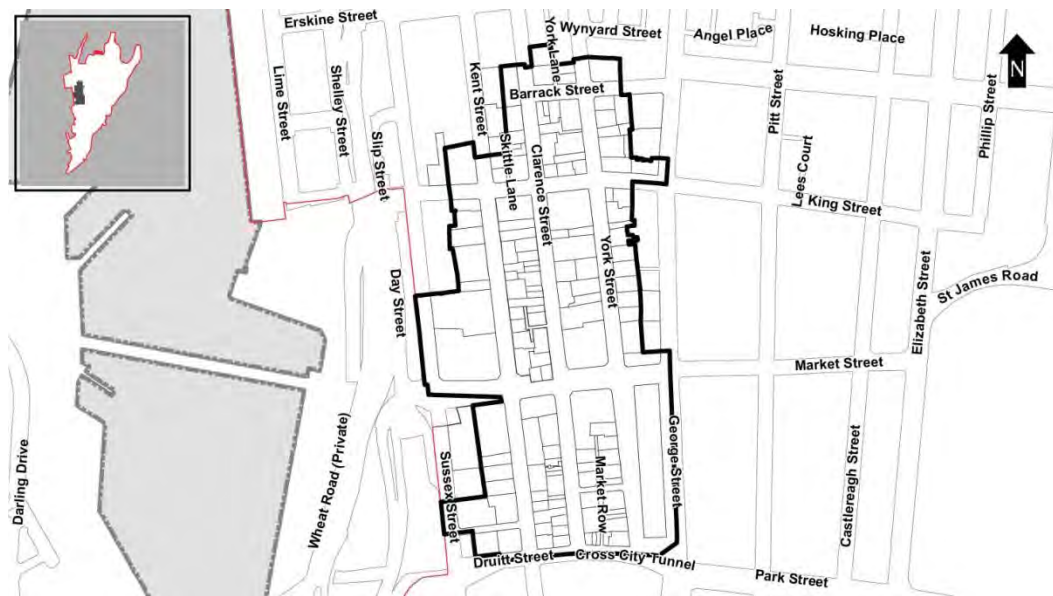 Erskine Street
York Lane
Wynyard Street
Angel Place
Hosking Place
N
Lime Street
Shelley Street
Kent Street
Barrack Street
Pitt Street
Phillip Street
Slip Street
Skittle Lane
Clarence Street
Lees Court
King Street
Day Street
York Street
Elizabeth Street
St James Road
Market Street
Darling Drive
Wheat Road (Private)
Sussex Street
Market Row
George Street
Castlereagh Street
Druitt Street
Cross City Tunnel
Park Street